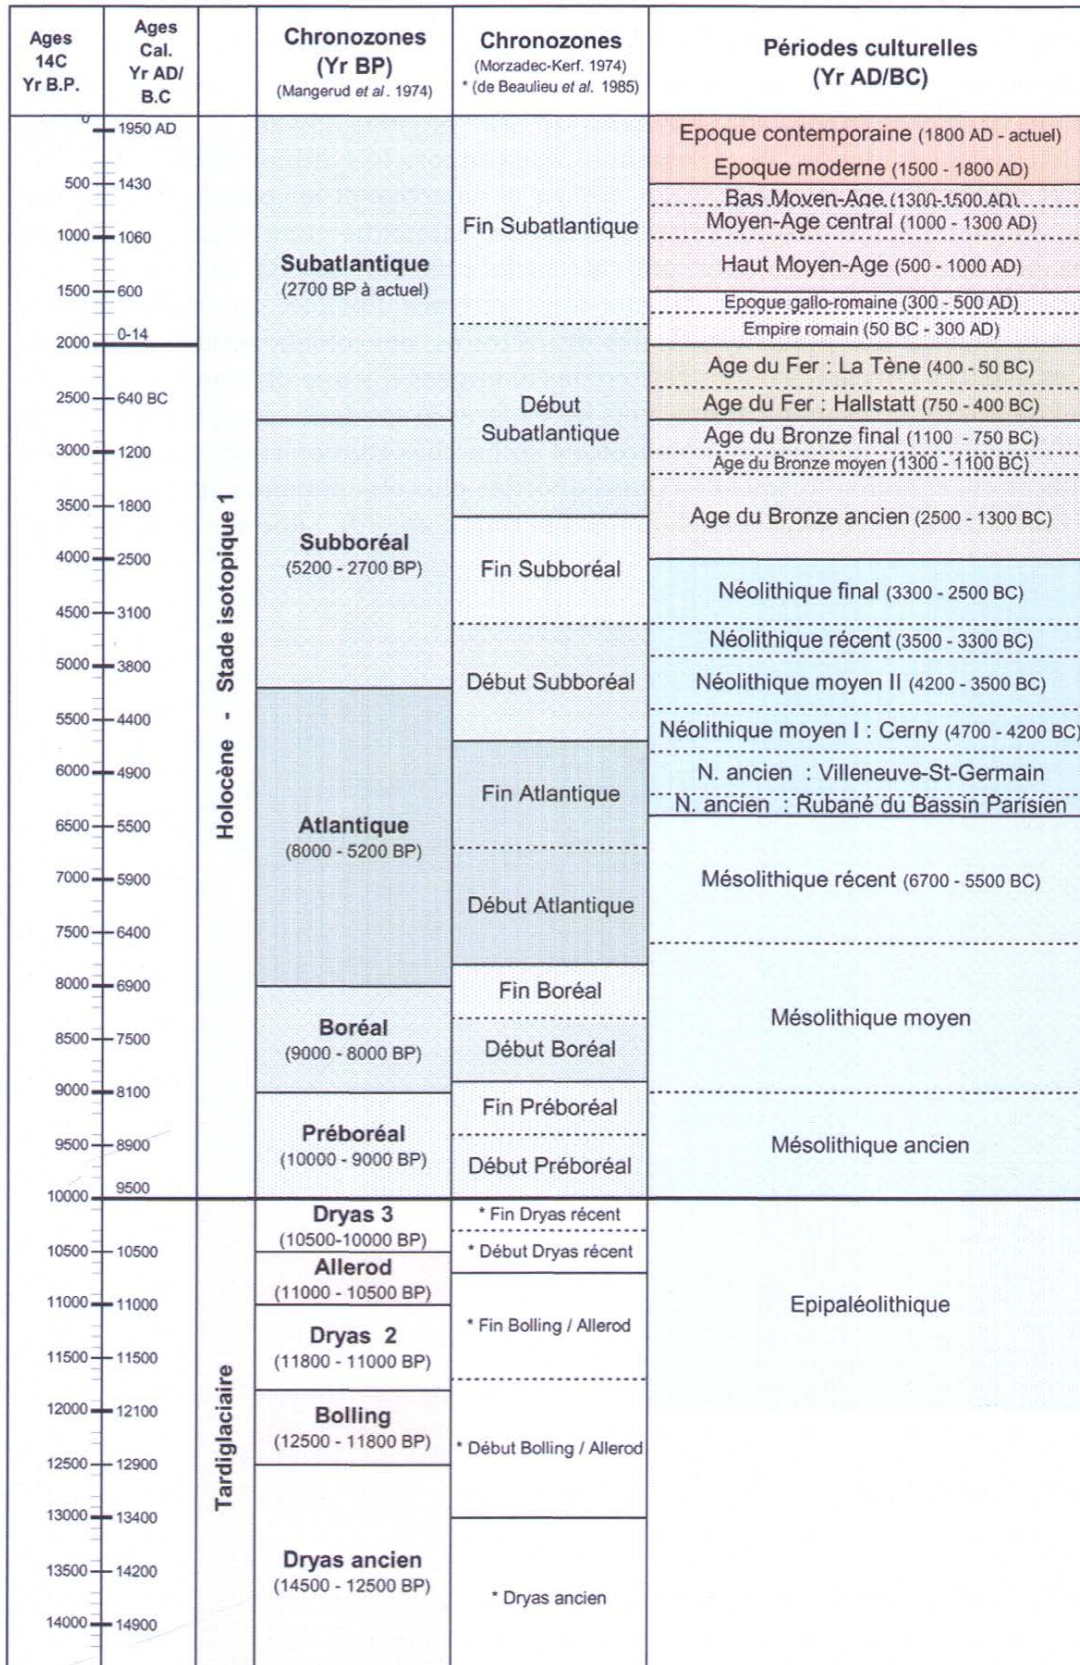 Ages
14C
Yr B.P.
Ages
Cal.
Yr AD/
B.C
Chronozones
(Yr BP)
(Mangerud et al. 1974)
Chronozones
(Morzadec-Kerf. 1974)
* (de Beaulieu et al. 1985)
Périodes culturelles
(Yr AD/BC)
0
500
1000
1500
2000
2500
3000
3500
4000
4500
5000
5500
6000
6500
7000
7500
8000
8500
9000
9500
10000
10500
11000
11500
12000
12500
13000
13500
14000
1950 AD
1430
1060
600
0-14
640 BC
1200
1800
2500
3100
3800
4400
4900
5500
5900
6400
6900
7500
8100
8900
9500
10500
11000
11500
12100
12900
13400
14200
14900
Holocène - Stade isotopique 1
Tardiglaciaire
Subatlantique
(2700 BP à actuel)
Subboréal
(5200 - 2700 BP)
Atlantique
(8000 - 5200 BP)
Boréal
(9000 - 8000 BP)
Préboréal
(10000 - 9000 BP)
Dryas 3
(10500-10000 BP)
Allerod
(11000 - 10500 BP)
Dryas 2
(11800 - 11000 BP)
Bolling
(12500 - 11800 BP)
Dryas ancien
(14500 - 12500 BP)
Fin Subatlantique
Début
Subatlantique
Fin Subboréal
Début Subboréal
Fin Atlantique
Début Atlantique
Fin Boréal
Début Boréal
Fin Préboréal
Début Préboréal
* Fin Dryas récent
* Début Dryas récent
* Fin Bolling / Allerod
* Début Bolling / Allerod
* Dryas ancien
Epoque contemporaine (1800 AD - actuel)
Epoque moderne (1500 - 1800 AD)
Bas Moyen-Age (1300-1500 AD)
Moyen-Age central (1000 - 1300 AD)
Haut Moyen-Age (500 - 1000 AD)
Epoque gallo-romaine (300 - 500 AD)
Empire romain (50 BC - 300 AD)
Age du Fer : La Tène (400 - 50 BC)
Age du Fer : Hallstatt (750 - 400 BC)
Age du Bronze final (1100 - 750 BC)
Age du Bronze moyen (1300 - 1100 BC)
Age du Bronze ancien (2500 - 1300 BC)
Néolithique final (3300 - 2500 BC)
Néolithique récent (3500 - 3300 BC)
Néolithique moyen II (4200 - 3500 BC)
Néolithique moyen I : Cerny (4700 - 4200 BC)
N. ancien : Villeneuve-St-Germain
N. ancien : Rubané du Bassin Parisien
Mésolithique récent (6700 - 5500 BC)
Mésolithique moyen
Mésolithique ancien
Epipaléolithique